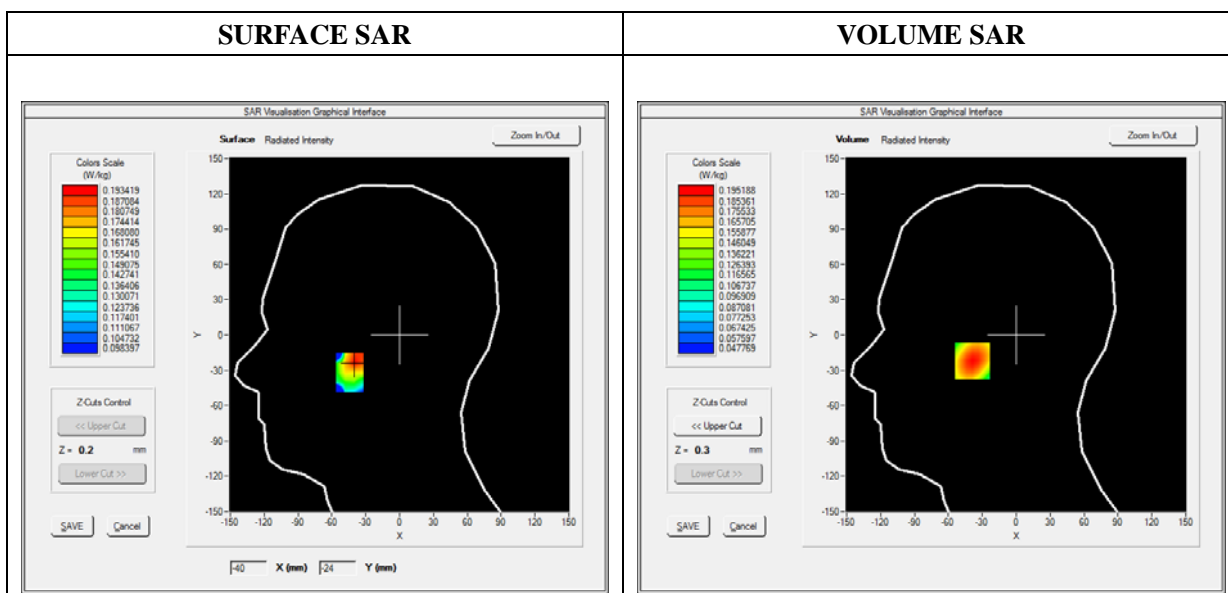 SURFACE SAR
VOLUME SAR
SAR Visualisation Graphical Interface
Surface Radiated Intensity
Zoom In/Out
Colors Scale
(W/kg)
0.193419
0.187084
0.180749
0.174414
0.168080
0.161745
0.155410
0.149075
0.142741
0.136406
0.130071
0.123736
0.117401
0.111067
0.104732
0.098397
Z-Cuts Control
<< Upper Cut
Z = 0.2 mm
Lower Cut >>
SAVE Cancel
150
120
90
60
30
0
-30
-60
-90
-120
-150
Y
-150 -120 -90 -60 -30 0 30 60 90 120 150
X
-40 X (mm) -24 Y (mm)
SAR Visualisation Graphical Interface
Volume Radiated Intensity
Zoom In/Out
Colors Scale
(W/kg)
0.195188
0.185361
0.175533
0.165705
0.155877
0.146049
0.136221
0.126393
0.116565
0.106737
0.096909
0.087081
0.077253
0.067425
0.057597
0.047769
Z-Cuts Control
<< Upper Cut
Z = 0.3 mm
Lower Cut >>
SAVE Cancel
150
120
90
60
30
0
-30
-60
-90
-120
-150
Y
-150 -120 -90 -60 -30 0 30 60 90 120 150
X